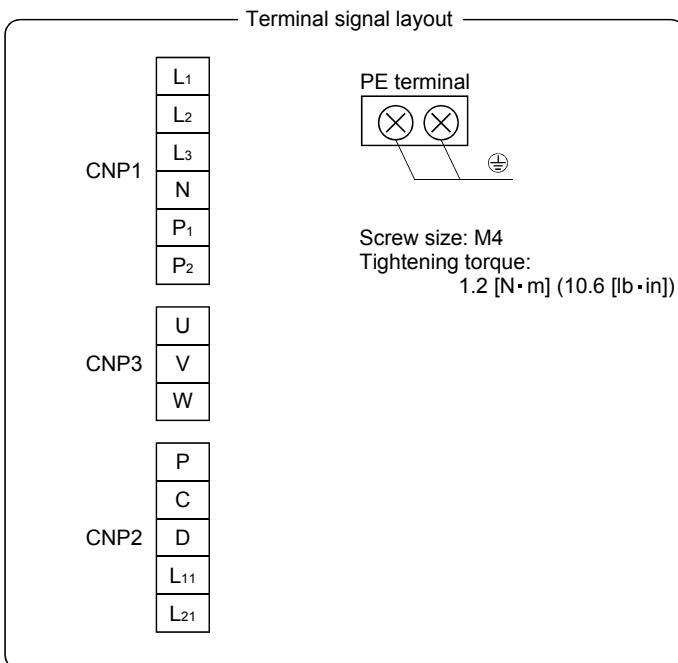 Terminal signal layout
CNP1
L1
L2
L3
N
P1
P2
CNP3
U
V
W
CNP2
P
C
D
L11
L21
PE terminal
Screw size: M4
Tightening torque:
1.2 [N▪m] (10.6 [lb▪in])